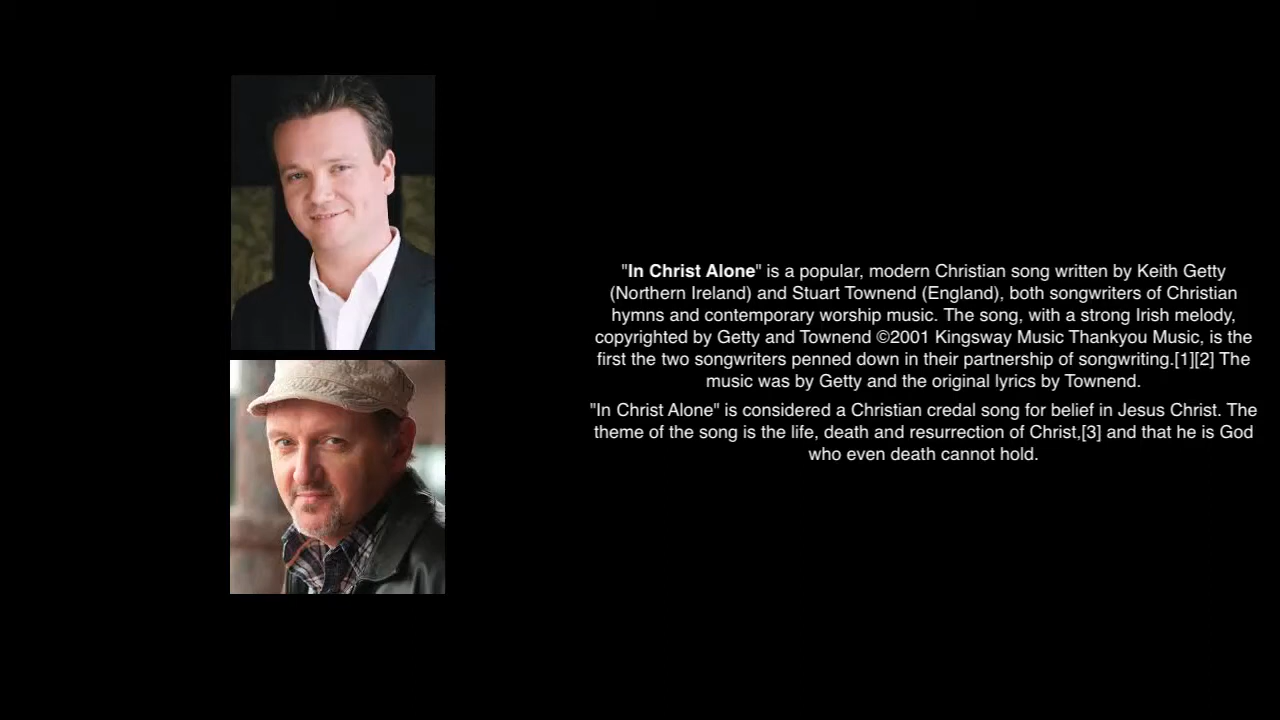 "In Christ Alone" is a popular, modern Christian song written by Keith Getty
(Northern Ireland) and Stuart Townend (England), both songwriters of Christian
hymns and contemporary worship music. The song, with a strong Irish melody,
copyrighted by Getty and Townend ©2001 Kingsway Music Thankyou Music, is the
first the two songwriters penned down in their partnership of songwriting.[1][2] The
music was by Getty and the original lyrics by Townend.
"In Christ Alone" is considered a Christian credal song for belief in Jesus Christ. The
theme of the song is the life, death and resurrection of Christ,[3] and that he is God
who even death cannot hold.